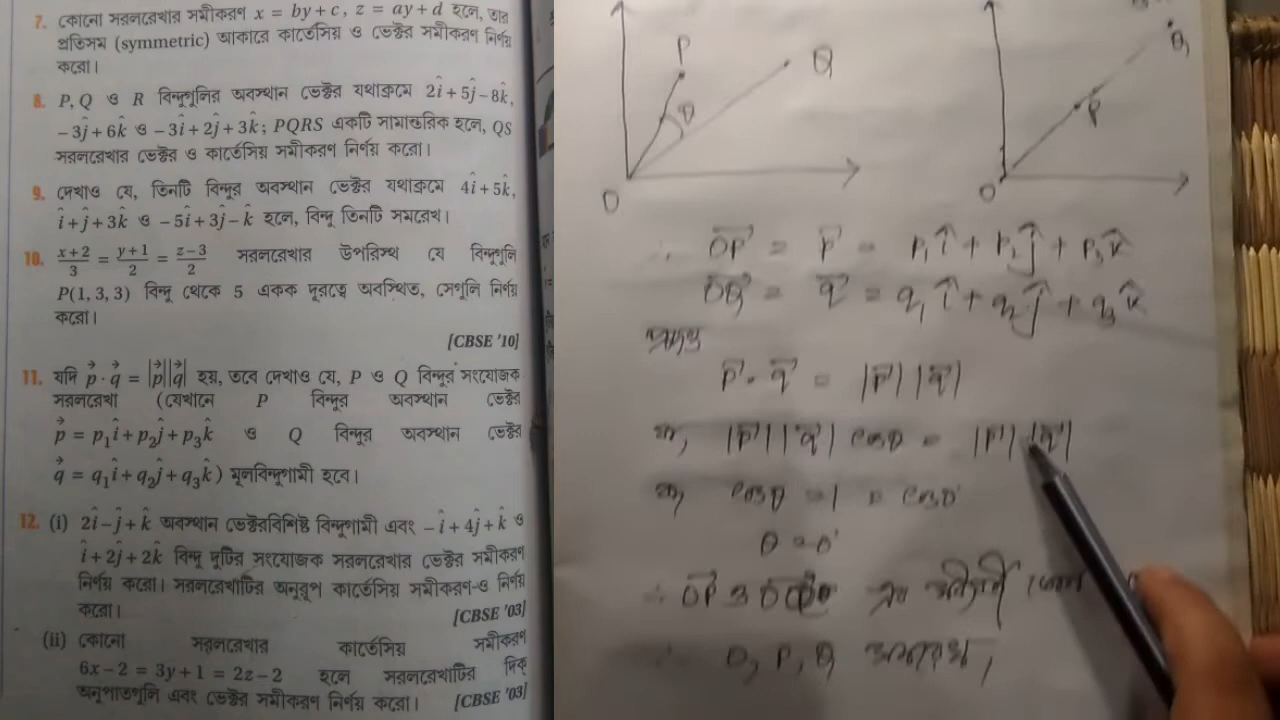 7. কোনো সরলরেখার সমীকরণ x = by + c, z = ay + d হলে, তার
প্রতিসম (symmetric) আকারে কার্তেসিয় ও ভেক্টর সমীকরণ নির্ণয়
করো।
8. P, Q ও R বিন্দুগুলির অবস্থান ভেক্টর যথাক্রমে 2î + 5ĵ – 8k̂,
– 3ĵ + 6k̂ ও – 3î + 2ĵ + 3k̂; PQRS একটি সামান্তরিক হলে, QS
সরলরেখার ভেক্টর ও কার্তেসিয় সমীকরণ নির্ণয় করো।
9. দেখাও যে, তিনটি বিন্দুর অবস্থান ভেক্টর যথাক্রমে 4î + 5k̂,
î + ĵ + 3k̂ ও – 5î + 3ĵ – k̂ হলে, বিন্দু তিনটি সমরেখ।
10. (x+2)/3 = (y+1)/2 = (z–3)/2 সরলরেখার উপরিস্থ যে বিন্দুগুলি
P(1, 3, 3) বিন্দু থেকে 5 একক দূরত্বে অবস্থিত, সেগুলি নির্ণয়
করো।
[CBSE '10]
11. যদি p⃗ · q⃗ = |p⃗||q⃗| হয়, তবে দেখাও যে, P ও Q বিন্দুর সংযোজক
সরলরেখা (যেখানে P বিন্দুর অবস্থান ভেক্টর
p⃗ = p₁î + p₂ĵ + p₃k̂ ও Q বিন্দুর অবস্থান ভেক্টর
q⃗ = q₁î + q₂ĵ + q₃k̂) মূলবিন্দুগামী হবে।
12. (i) 2î – ĵ + k̂ অবস্থান ভেক্টরবিশিষ্ট বিন্দুগামী এবং – î + 4ĵ + k̂ ও
î + 2ĵ + 2k̂ বিন্দু দুটির সংযোজক সরলরেখার ভেক্টর সমীকরণ
নির্ণয় করো। সরলরেখাটির অনুরূপ কার্তেসিয় সমীকরণ-ও নির্ণয়
করো। [CBSE '03]
(ii) কোনো সরলরেখার কার্তেসিয় সমীকরণ
6x – 2 = 3y + 1 = 2z – 2 হলে সরলরেখাটির দিক্
অনুপাতগুলি এবং ভেক্টর সমীকরণ নির্ণয় করো। [CBSE '03]
P Q θ O
Q₁ P O
∴ OP⃗ = p⃗ = p₁î + p₂ĵ + p₃k̂
OQ⃗ = q⃗ = q₁î + q₂ĵ + q₃k̂
প্রদত্ত
p⃗ · q⃗ = |p⃗| |q⃗|
বা, |p⃗| |q⃗| cosθ = |p⃗| |q⃗|
বা, cosθ = 1 = cos0°
θ = 0°
∴ OP⃗ ও
∴ O, P, Q সমরেখ।